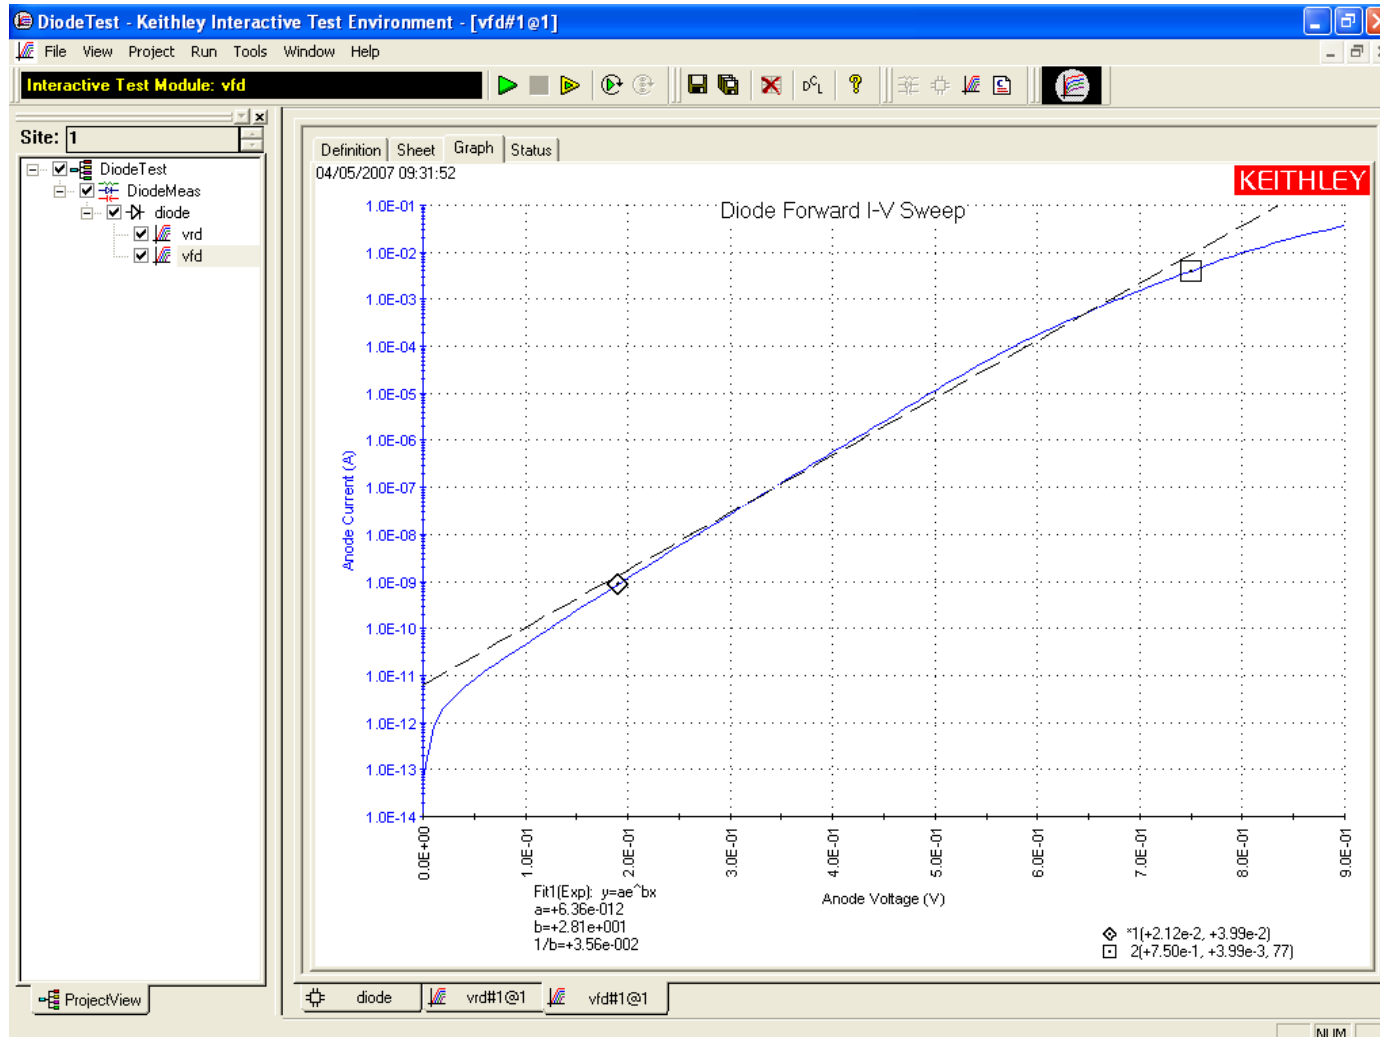 DiodeTest - Keithley Interactive Test Environment - [vfd#1@1]
File View Project Run Tools Window Help
Interactive Test Module: vfd
Site: 1
DiodeTest
DiodeMeas
diode
vrd
vfd
ProjectView
Definition Sheet Graph Status
04/05/2007 09:31:52
KEITHLEY
Diode Forward I-V Sweep
1.0E-01
1.0E-02
1.0E-03
1.0E-04
1.0E-05
1.0E-06
1.0E-07
1.0E-08
1.0E-09
1.0E-10
1.0E-11
1.0E-12
1.0E-13
1.0E-14
Anode Current (A)
0.0E+00 1.0E-01 2.0E-01 3.0E-01 4.0E-01 5.0E-01 6.0E-01 7.0E-01 8.0E-01 9.0E-01
Anode Voltage (V)
Fit1(Exp): y=ae^bx
a=+6.36e-012
b=+2.81e+001
1/b=+3.56e-002
*1(+2.12e-2, +3.99e-2)
2(+7.50e-1, +3.99e-3, 77)
diode vrd#1@1 vfd#1@1
NUM